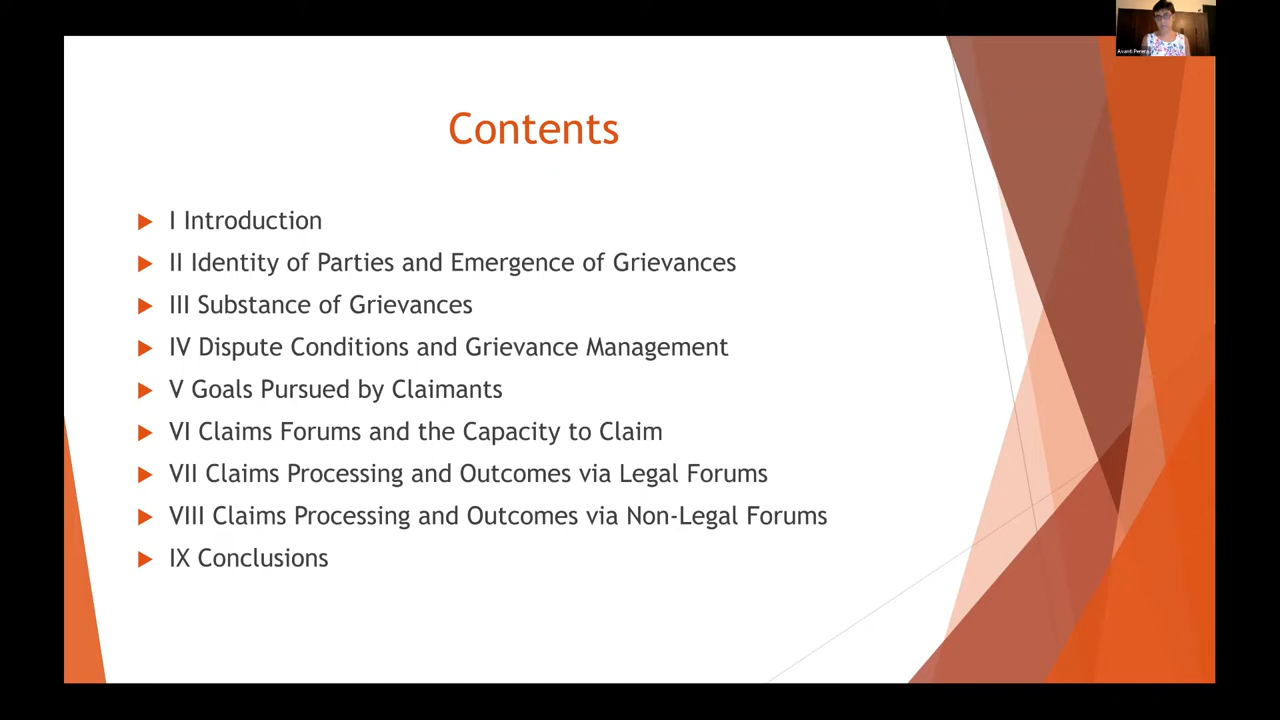 Avanti Perera
Contents
I Introduction
II Identity of Parties and Emergence of Grievances
III Substance of Grievances
IV Dispute Conditions and Grievance Management
V Goals Pursued by Claimants
VI Claims Forums and the Capacity to Claim
VII Claims Processing and Outcomes via Legal Forums
VIII Claims Processing and Outcomes via Non-Legal Forums
IX Conclusions